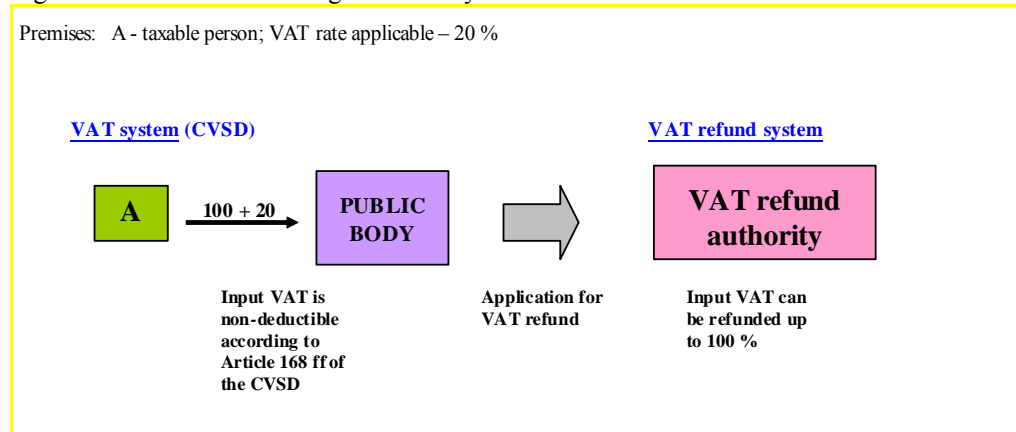 Premises: A - taxable person; VAT rate applicable – 20 %
VAT system (CVSD)
VAT refund system
A
100 + 20
PUBLIC
BODY
VAT refund
authority
Input VAT is
non-deductible
according to
Article 168 ff of
the CVSD
Application for
VAT refund
Input VAT can
be refunded up
to 100 %